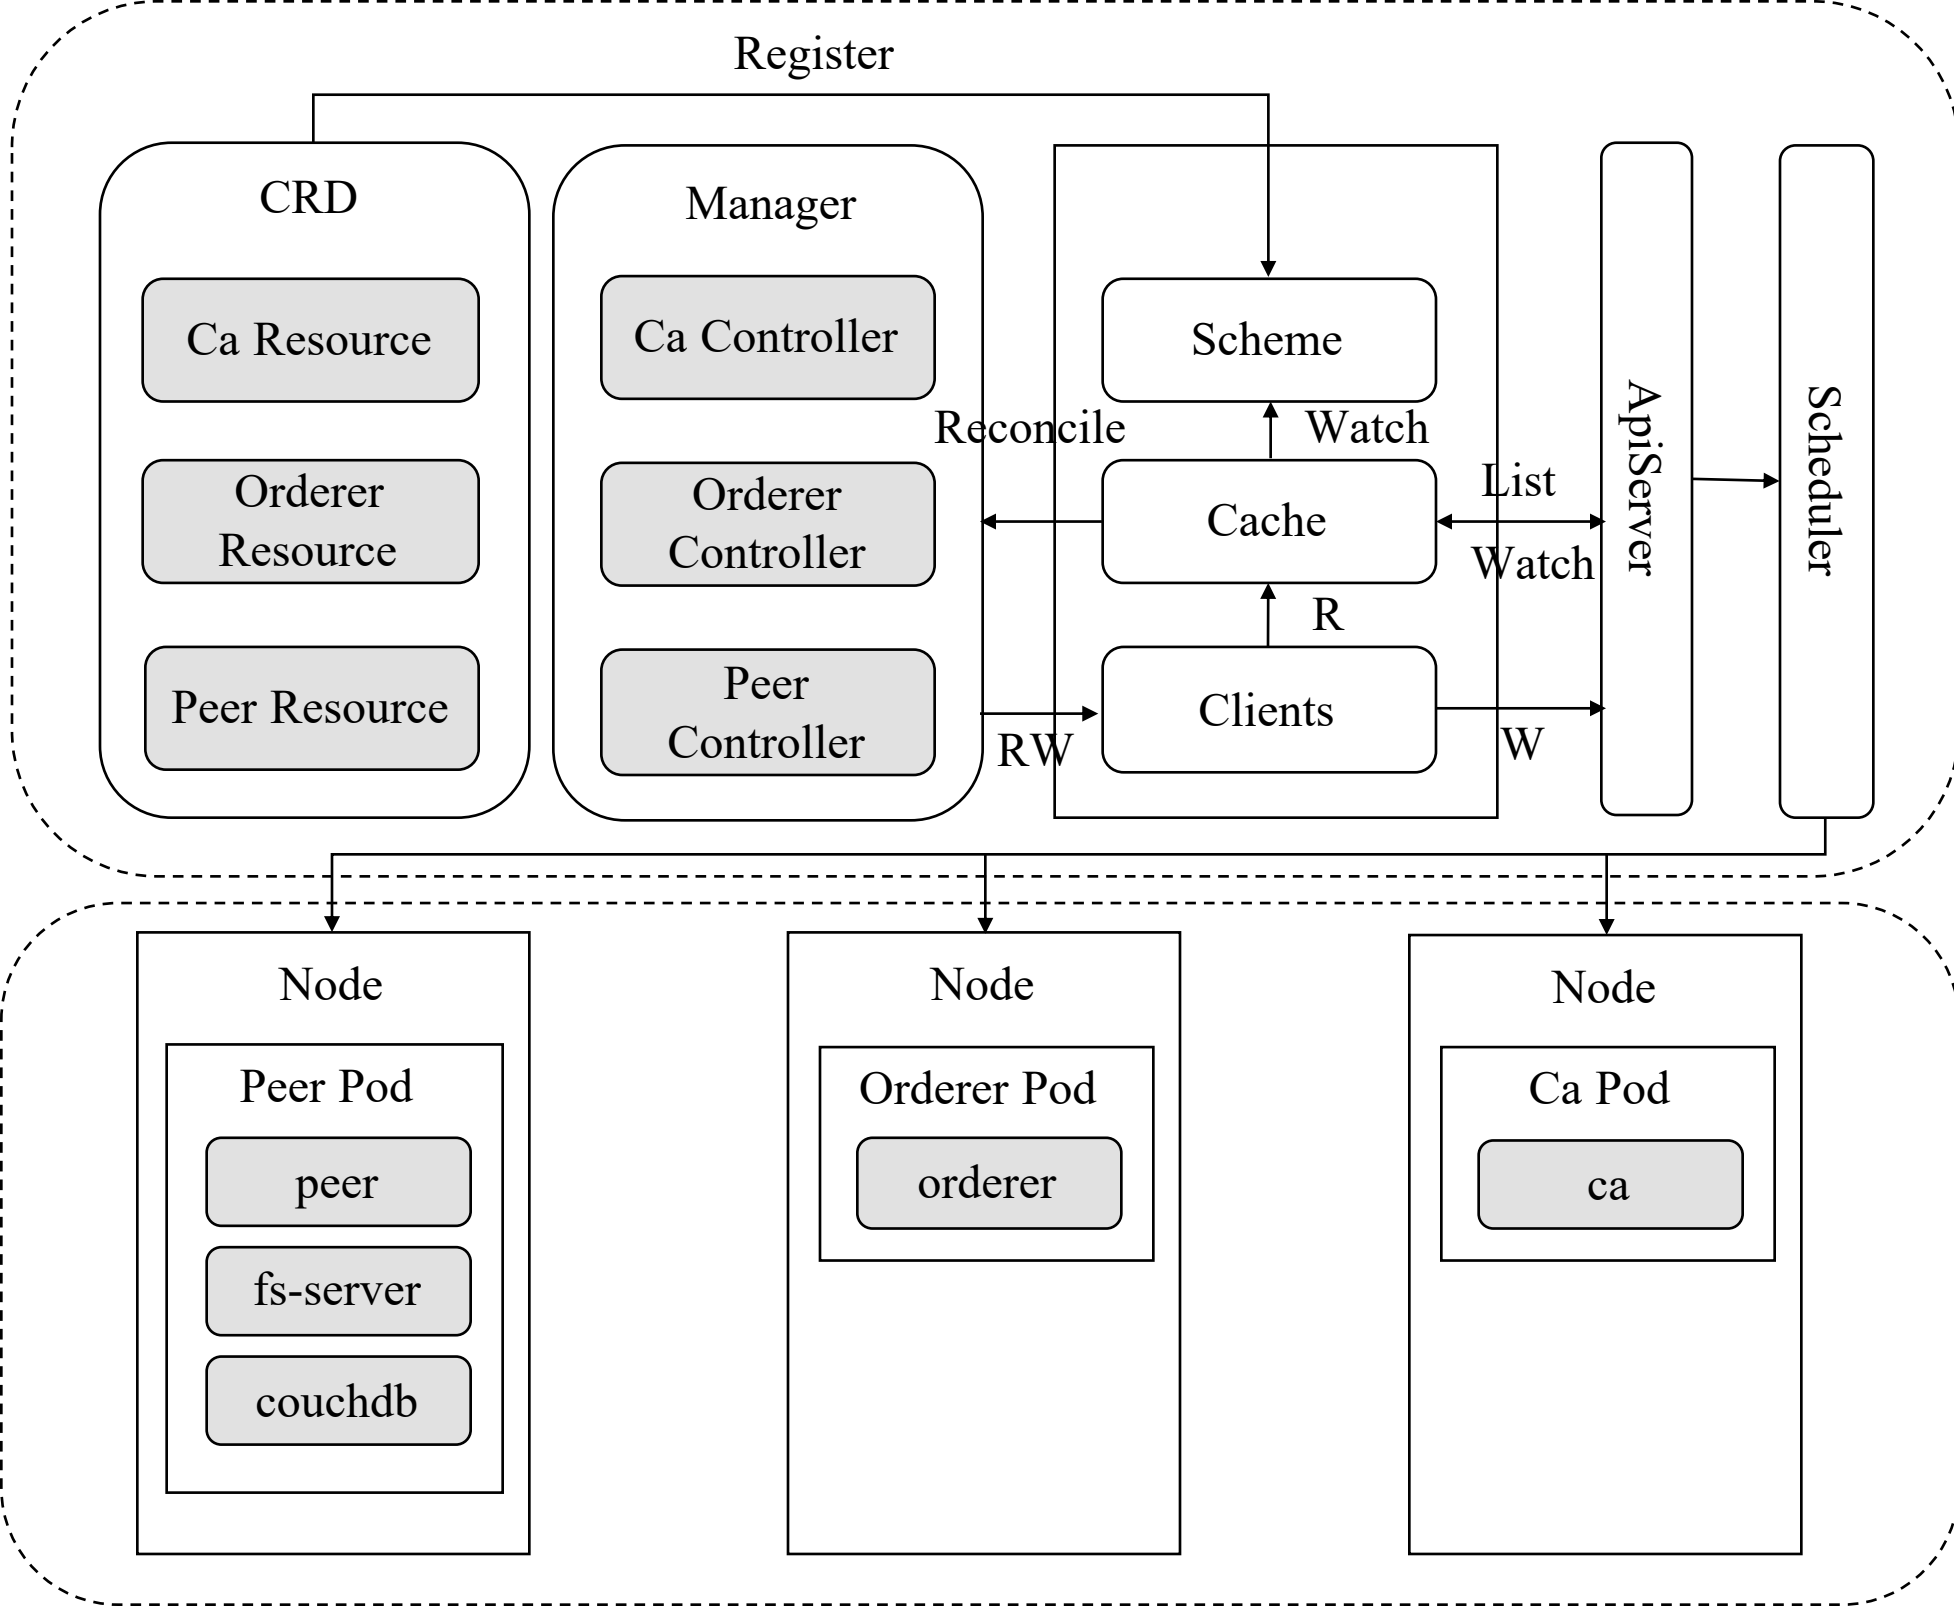 Register
CRD
Ca Resource
Orderer
Resource
Peer Resource
Manager
Ca Controller
Orderer
Controller
Peer
Controller
Reconcile
RW
Scheme
Watch
Cache
R
Clients
List
Watch
W
ApiServer
Scheduler
Node
Peer Pod
peer
fs-server
couchdb
Node
Orderer Pod
orderer
Node
Ca Pod
ca